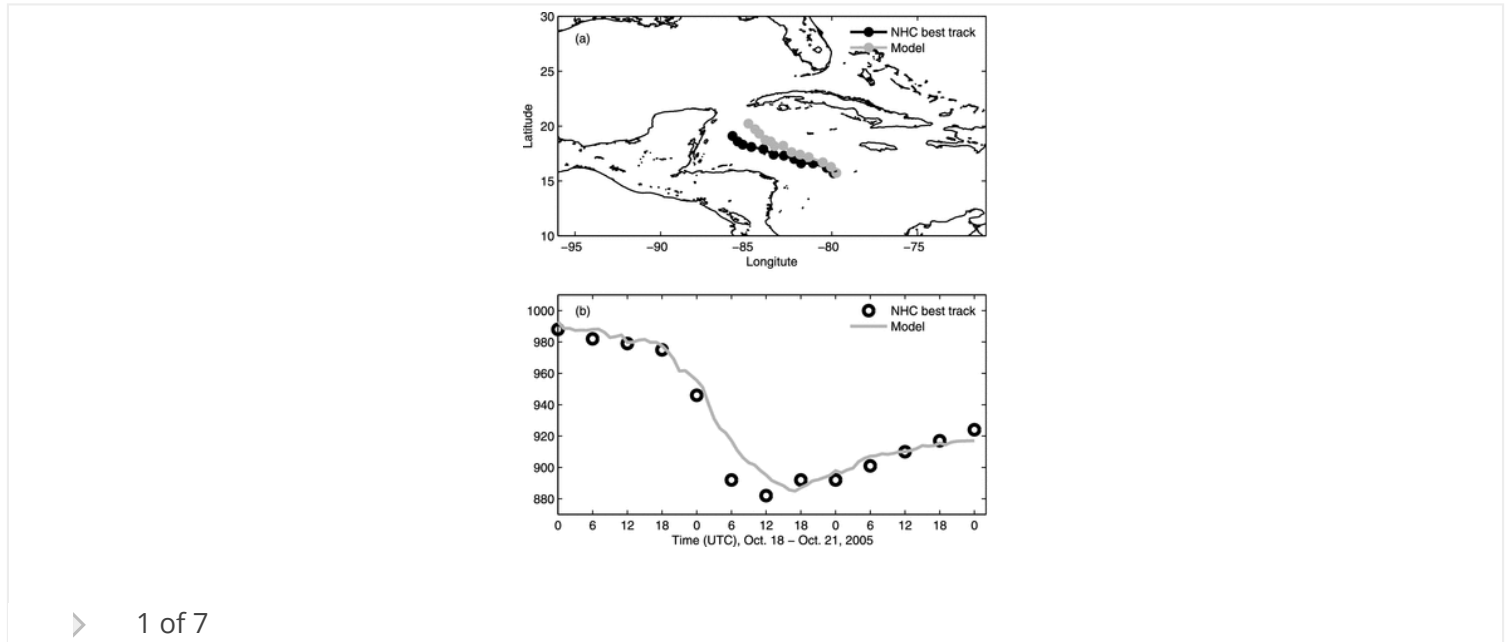 30
(a)
NHC best track
Model
25
Latitude
20
15
10
−95 −90 −85 −80 −75
Longitute
1000
(b)
NHC best track
Model
980
960
940
920
900
880
0 6 12 18 0 6 12 18 0 6 12 18 0
Time (UTC), Oct. 18 − Oct. 21, 2005
1 of 7